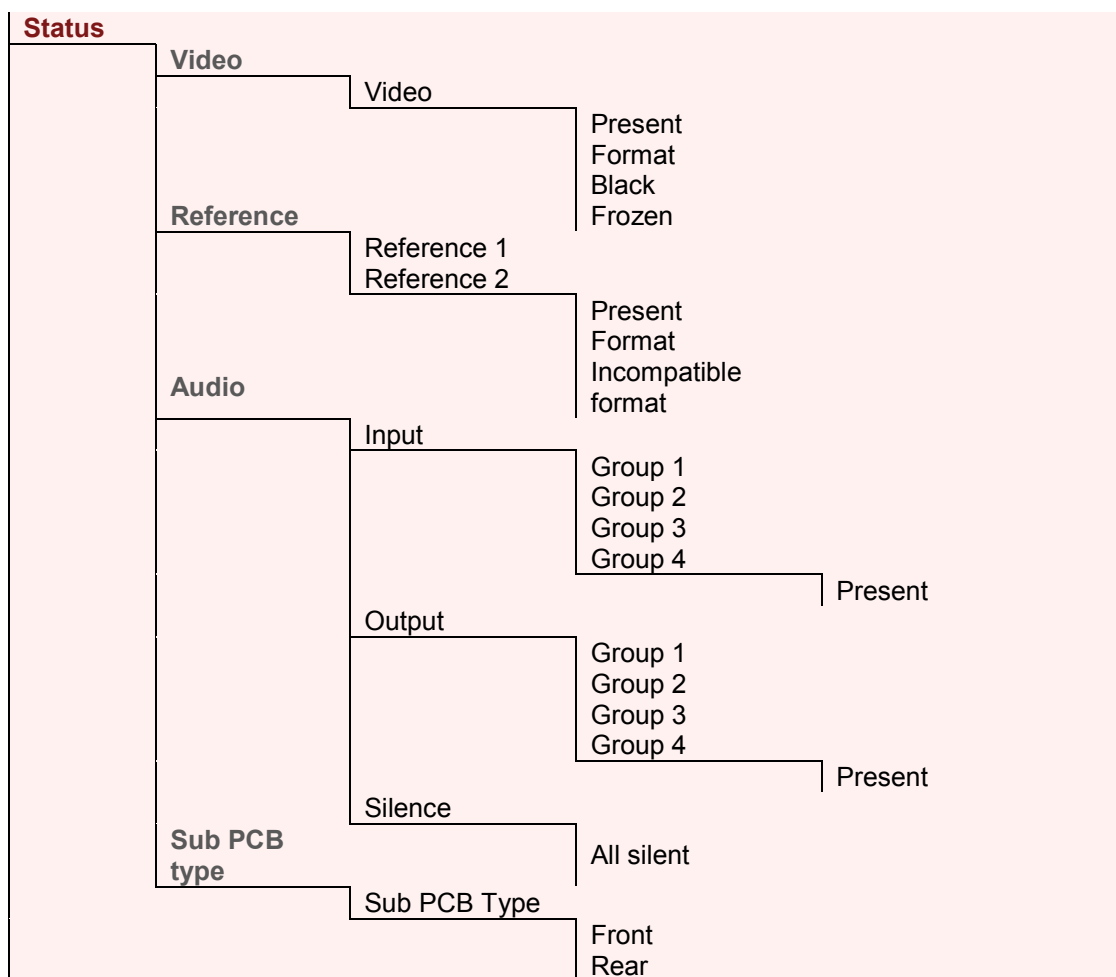 Status
Video
Video
Present
Format
Black
Frozen
Reference
Reference 1
Reference 2
Present
Format
Incompatible
format
Audio
Input
Group 1
Group 2
Group 3
Group 4
Present
Output
Group 1
Group 2
Group 3
Group 4
Present
Silence
All silent
Sub PCB
type
Sub PCB Type
Front
Rear